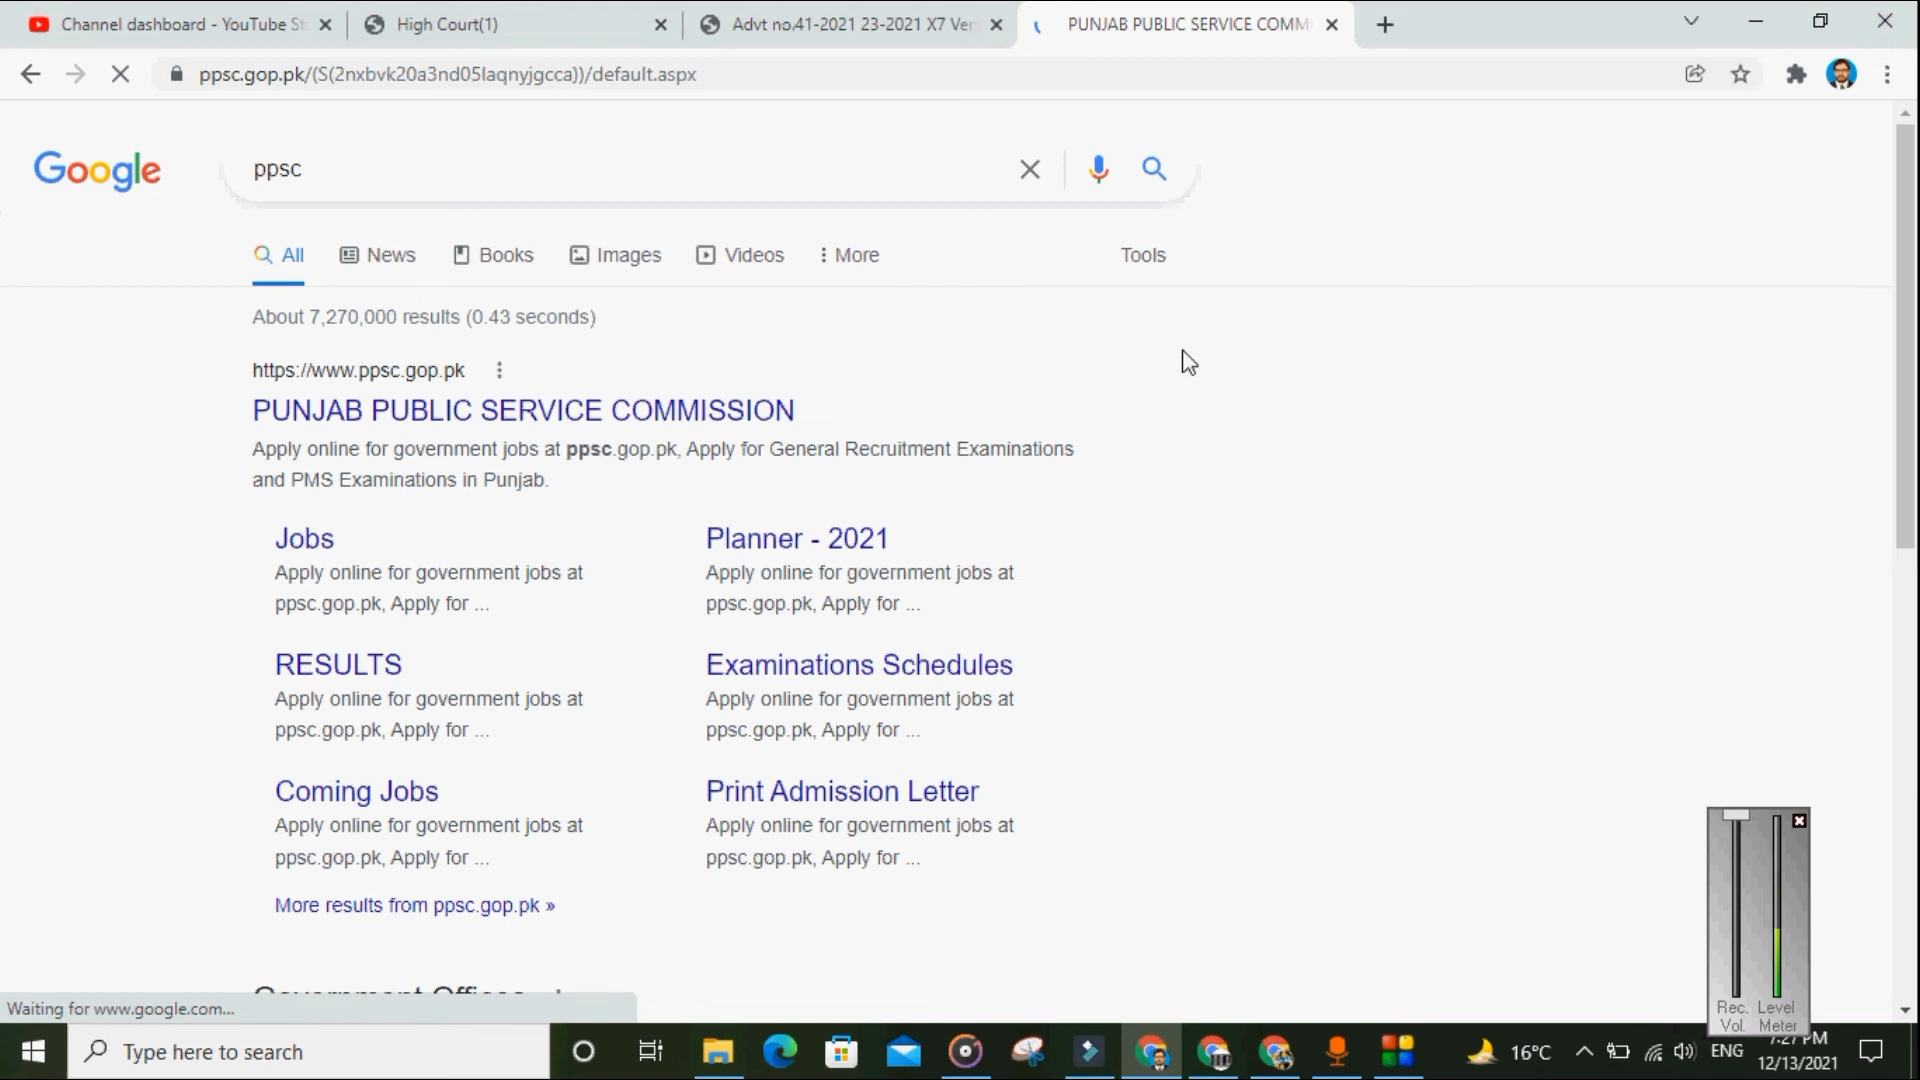 Channel dashboard - YouTube St
High Court(1)
Advt no.41-2021 23-2021 X7 Ver
PUNJAB PUBLIC SERVICE COMM
ppsc.gop.pk/(S(2nxbvk20a3nd05laqnyjgcca))/default.aspx
Google
ppsc
All
News
Books
Images
Videos
More
Tools
About 7,270,000 results (0.43 seconds)
https://www.ppsc.gop.pk
PUNJAB PUBLIC SERVICE COMMISSION
Apply online for government jobs at ppsc.gop.pk, Apply for General Recruitment Examinations
and PMS Examinations in Punjab.
Jobs
Apply online for government jobs at
ppsc.gop.pk, Apply for ...
Planner - 2021
Apply online for government jobs at
ppsc.gop.pk, Apply for ...
RESULTS
Apply online for government jobs at
ppsc.gop.pk, Apply for ...
Examinations Schedules
Apply online for government jobs at
ppsc.gop.pk, Apply for ...
Coming Jobs
Apply online for government jobs at
ppsc.gop.pk, Apply for ...
Print Admission Letter
Apply online for government jobs at
ppsc.gop.pk, Apply for ...
More results from ppsc.gop.pk »
Government Offices
Waiting for www.google.com...
Rec. Level
Vol. Meter
Type here to search
16°C
ENG
7:27 PM
12/13/2021